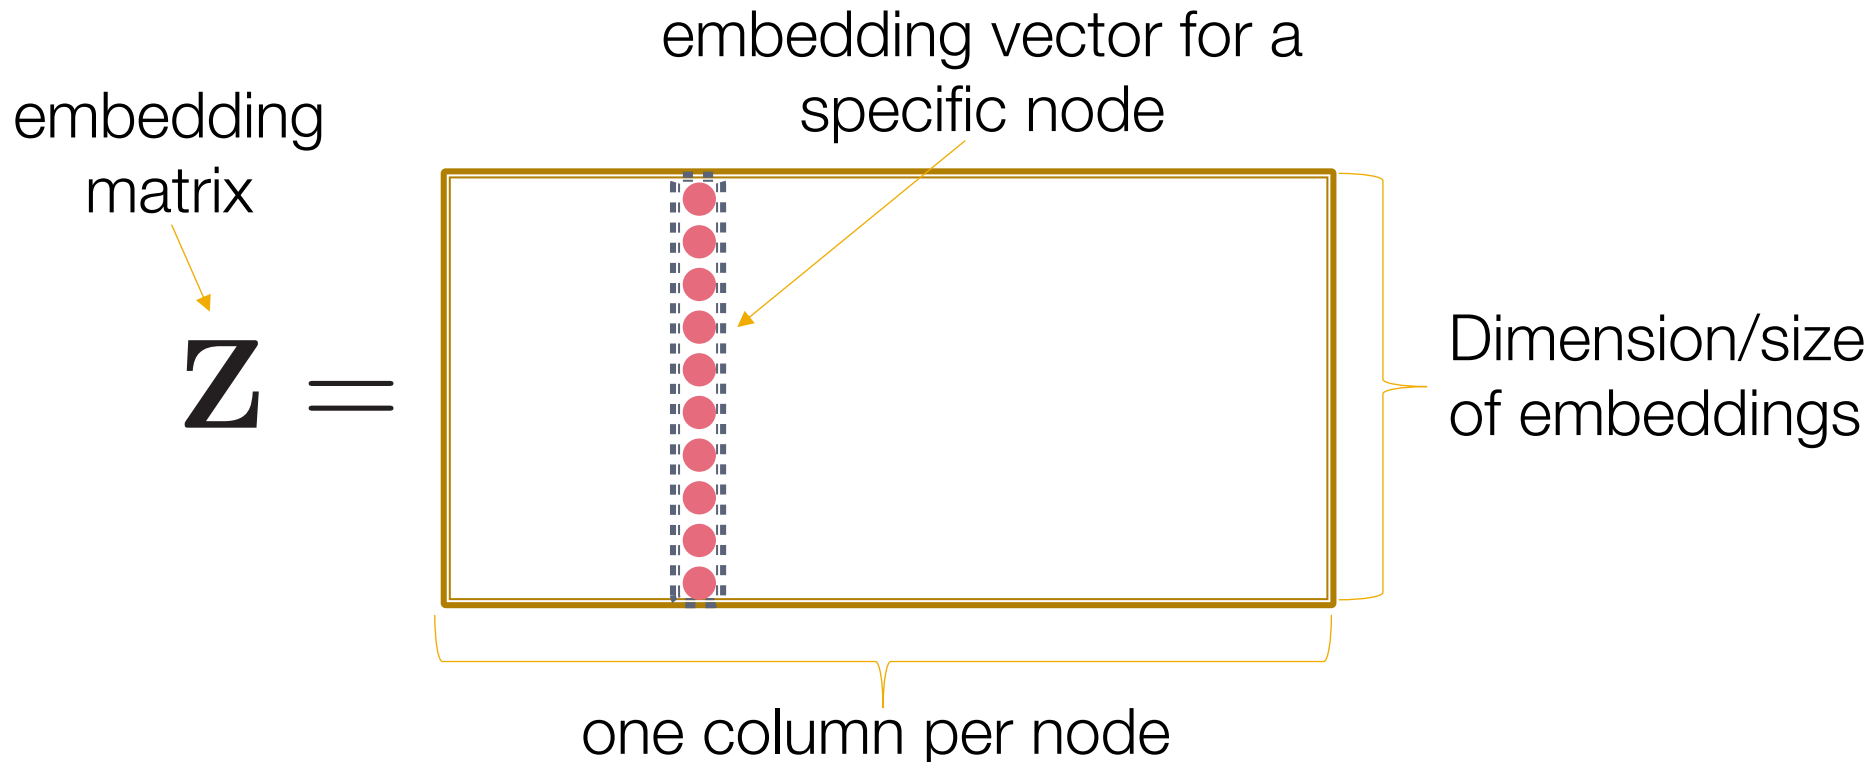 embedding vector for a
specific node
embedding
matrix
Z =
Dimension/size
of embeddings
one column per node